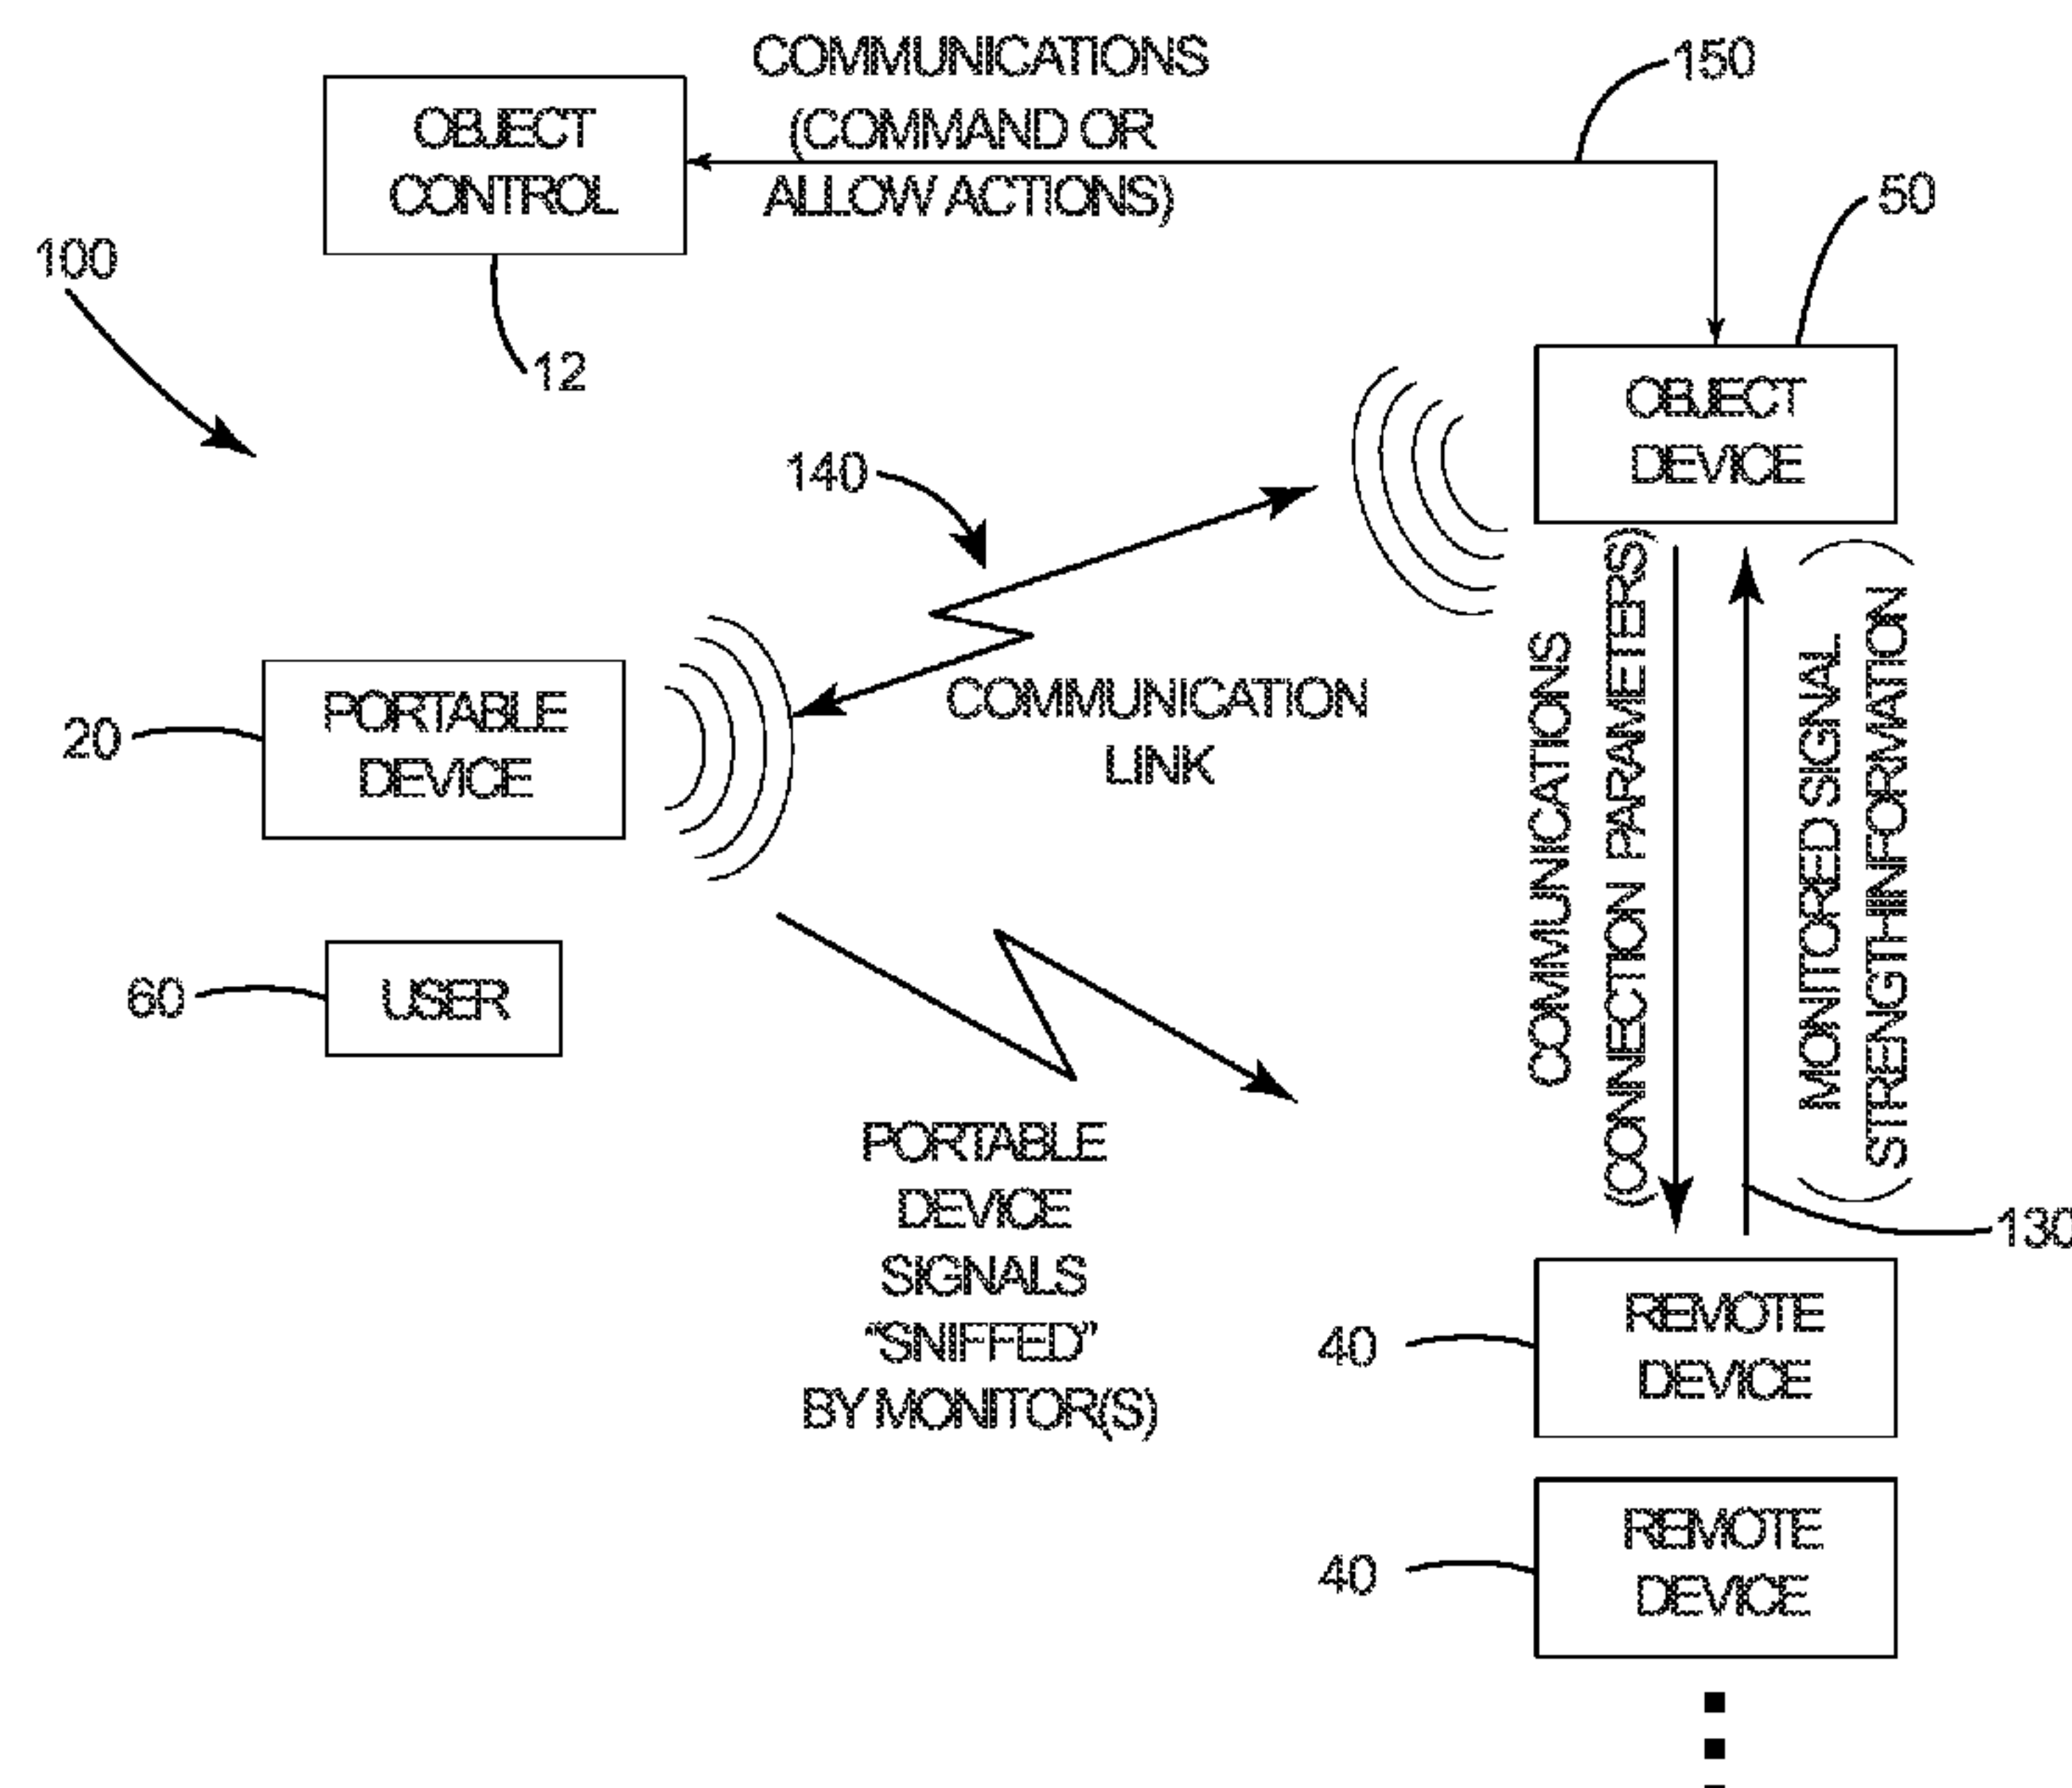 COMMUNICATIONS
(COMMAND OR
ALLOW ACTIONS)
150
OBJECT
CONTROL
50
100
12
OBJECT
DEVICE
140
COMMUNICATION
LINK
PORTABLE
DEVICE
20
COMMUNICATIONS
(CONNECTION PARAMETERS)
MONITORED SIGNAL
STRENGTH INFORMATION
60
USER
PORTABLE
DEVICE
SIGNALS
“SNIFFED”
BY MONITOR(S)
130
REMOTE
DEVICE
40
REMOTE
DEVICE
40